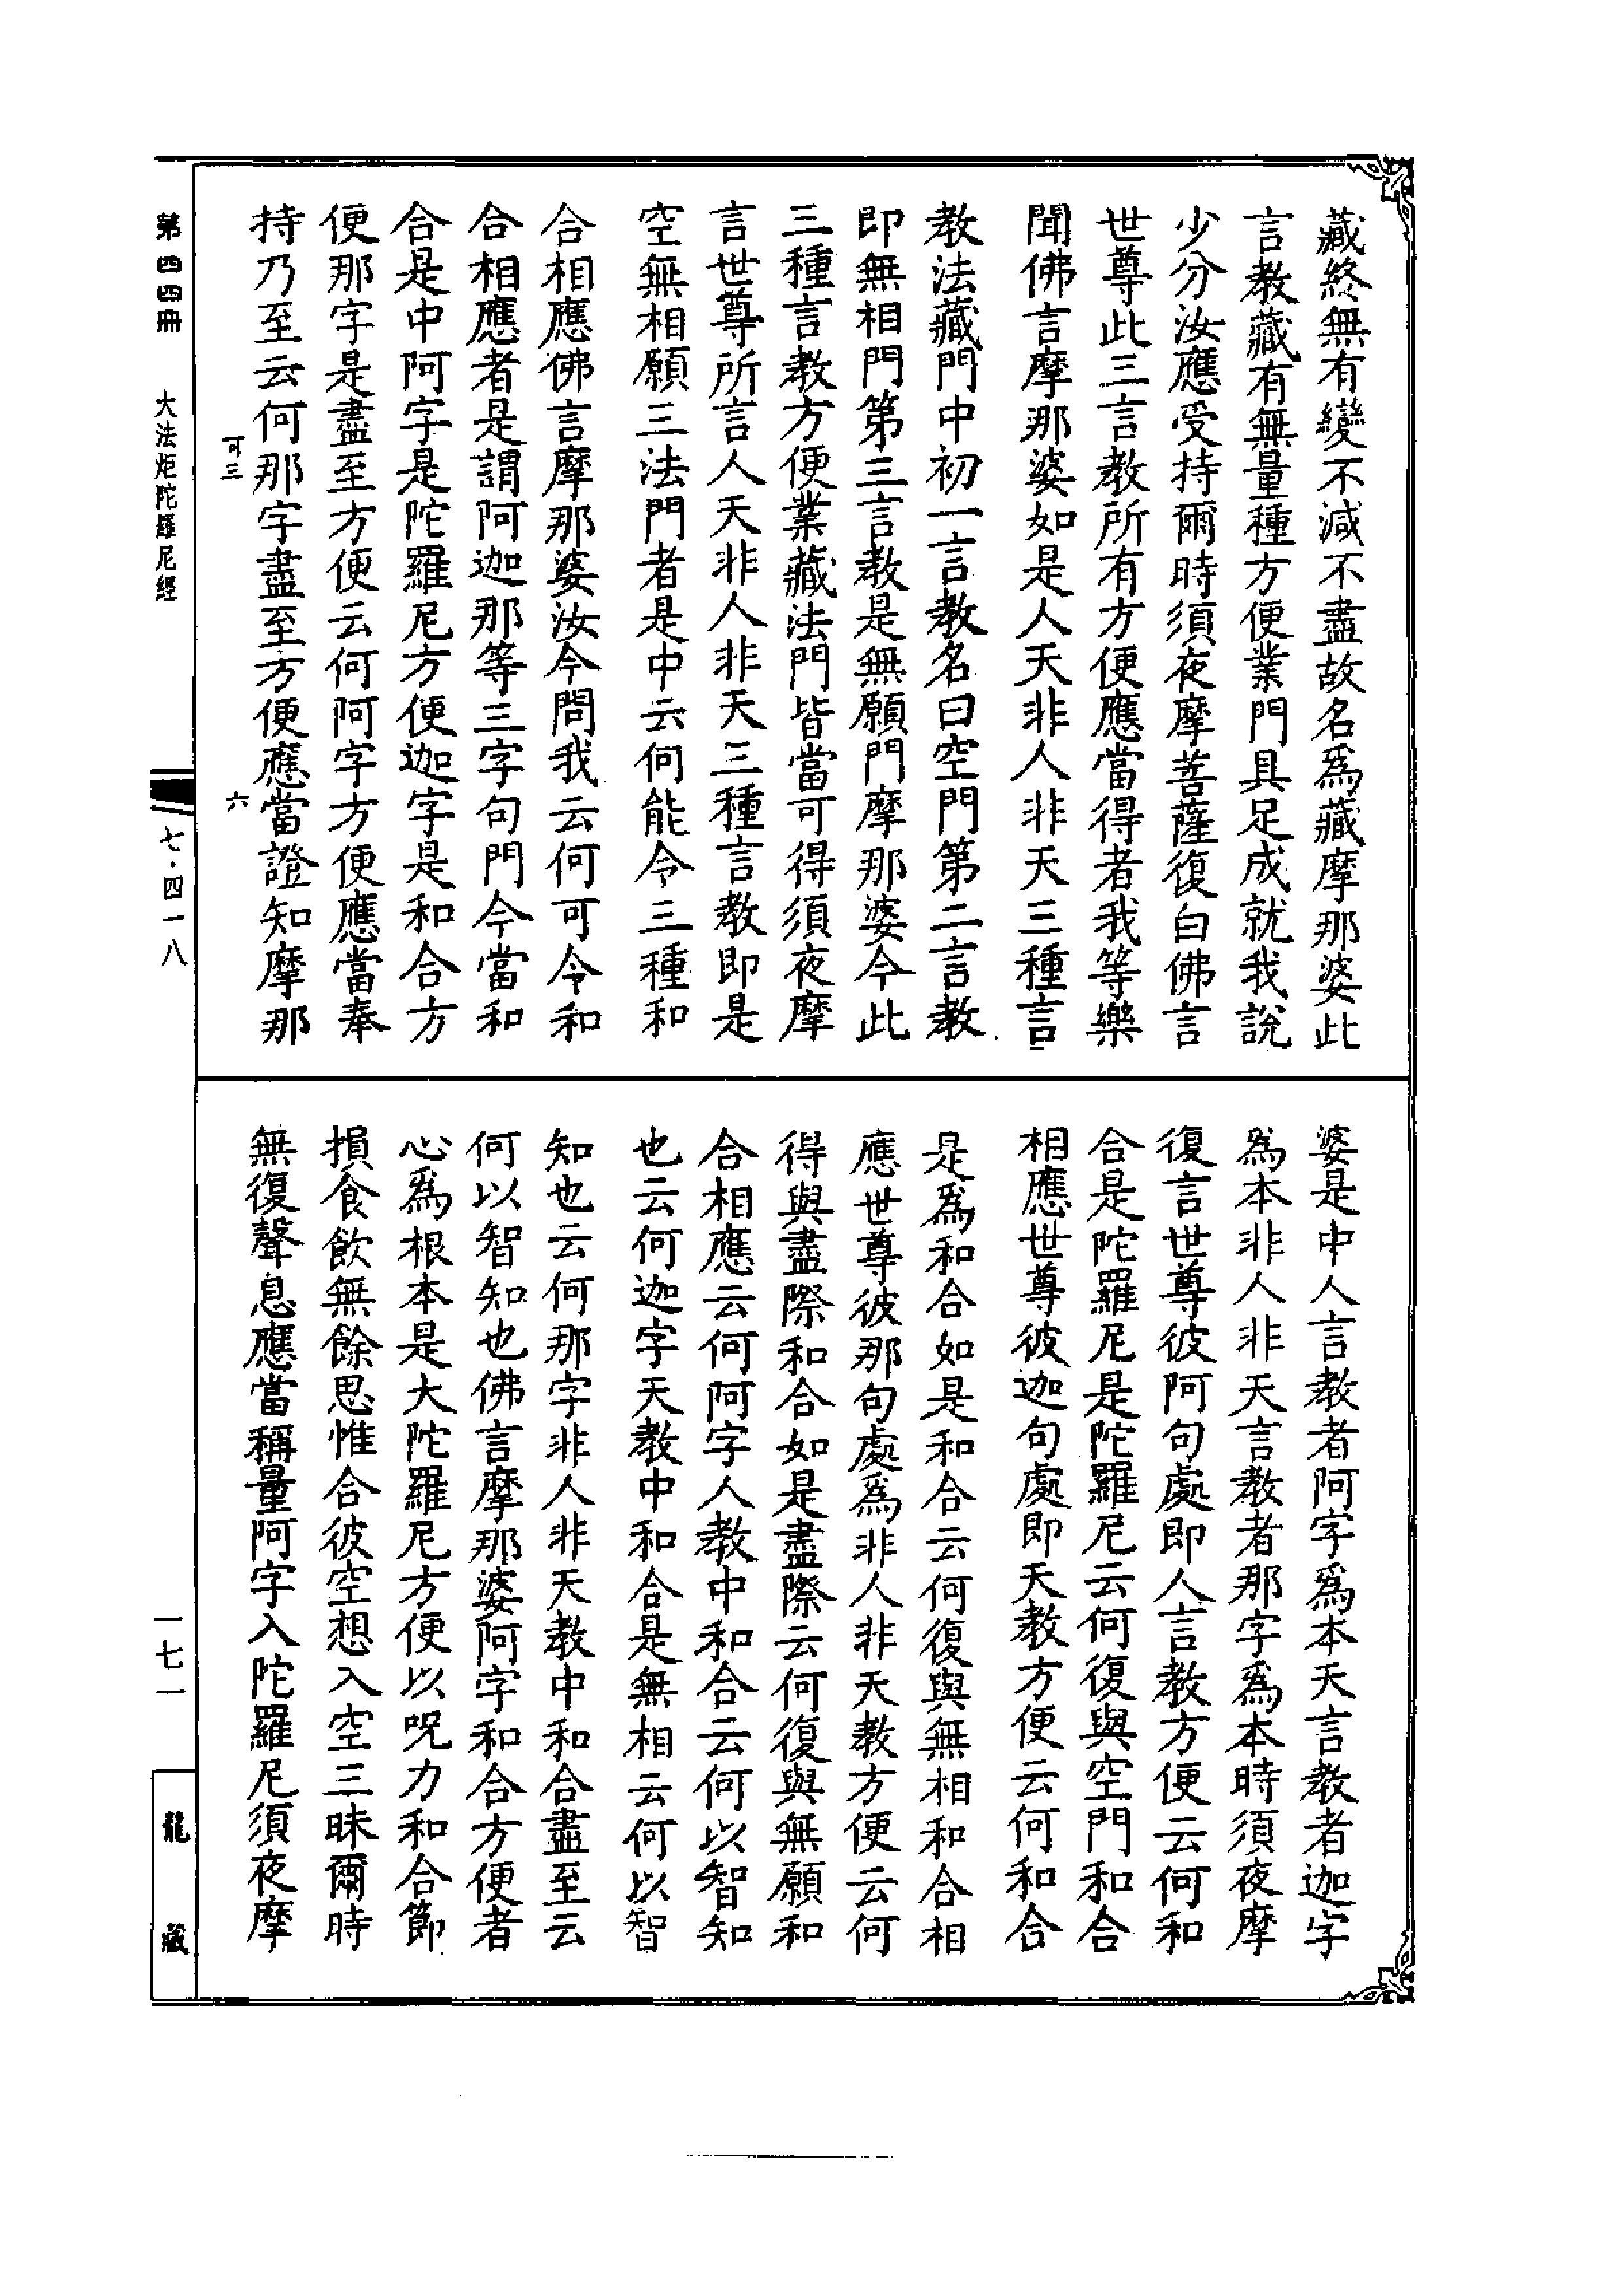 藏終無有變不減不盡故名爲藏摩那婆此
言教藏有無量種方便業門具足成就我說
少分汝應受持爾時須夜摩菩薩復白佛言
世尊此三言教所有方便應當得者我等樂
聞佛言摩那婆如是人天非人非天三種言
教法藏門中初一言教名曰空門第二言教
即無相門第三言教是無願門摩那婆今此
三種言教方便業藏法門皆當可得須夜摩
言世尊所言人天非人非天三種言教即是
空無相願三法門者是中云何能令三種和
合相應佛言摩那婆汝今問我云何可令和
合相應者是謂阿迦那等三字句門今當和
合是中阿字是陀羅尼方便迦字是和合方
便那字是盡至方便云何阿字方便應當奉
持乃至云何那字盡至方便應當證知摩那
婆是中人言教者阿字爲本天言教者迦字
爲本非人非天言教者那字爲本時須夜摩
復言世尊彼阿句處即人言教方便云何和
合是陀羅尼是陀羅尼云何復與空門和合
相應世尊彼迦句處即天教方便云何和合
是爲和合如是和合云何復與無相和合相
應世尊彼那句處爲非人非天教方便云何
得與盡際和合如是盡際云何復與無願和
合相應云何阿字人教中和合云何以智知
也云何迦字天教中和合是無相云何以智
知也云何那字非人非天教中和合盡至云
何以智知也佛言摩那婆阿字和合方便者
心爲根本是大陀羅尼方便以呪力和合節
損食飲無餘思惟合彼空想入空三昧爾時
無復聲息應當稱量阿字入陀羅尼須夜摩
可三
六
第四四冊
大法炬陀羅尼經
七·四一八
一七一
龍藏